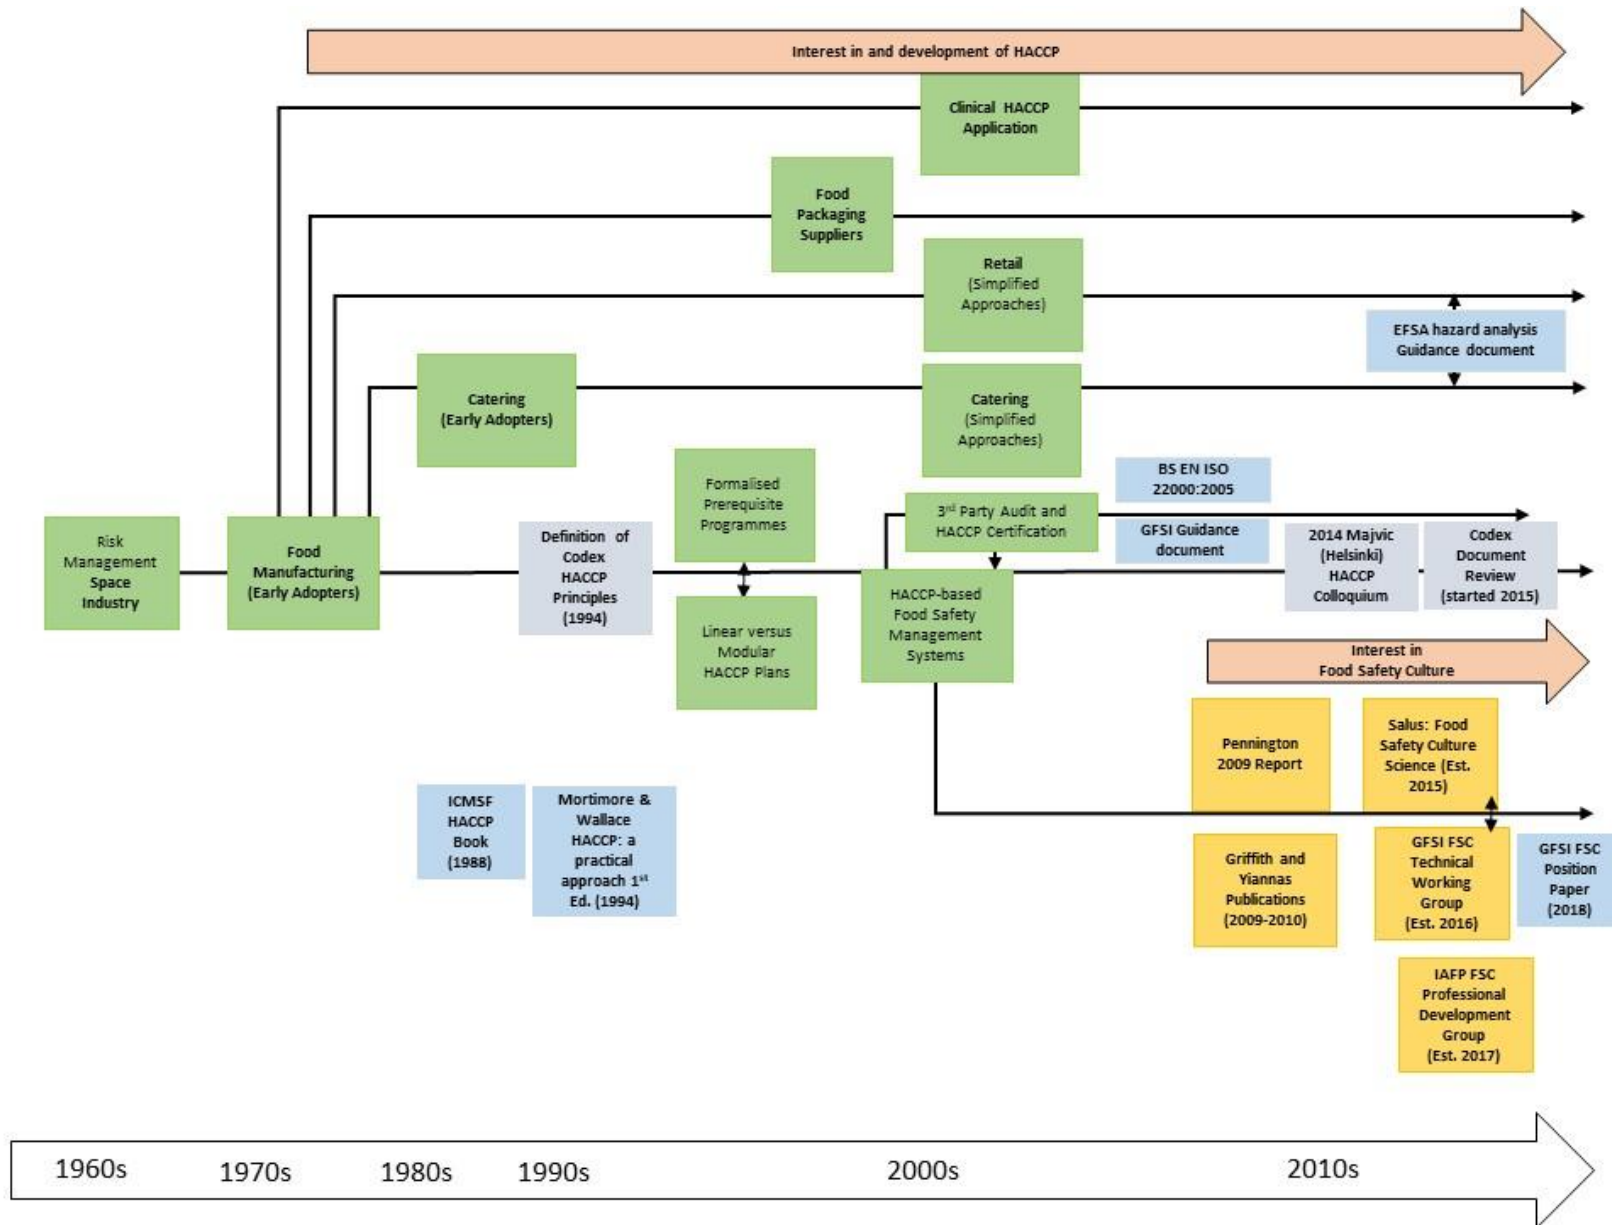 Interest in and development of HACCP
Clinical HACCP
Application
Food
Packaging
Suppliers
Retail
(Simplified
Approaches)
EFSA hazard analysis
Guidance document
Catering
(Early Adopters)
Catering
(Simplified
Approaches)
Formalised
Prerequisite
Programmes
BS EN ISO
22000:2005
3rd Party Audit and
HACCP Certification
GFSI Guidance
document
Risk
Management
Space
Industry
Food
Manufacturing
(Early Adopters)
Definition of
Codex
HACCP
Principles
(1994)
Linear versus
Modular
HACCP Plans
HACCP-based
Food Safety
Management
Systems
2014 Majvic
(Helsinki)
HACCP
Colloquium
Codex
Document
Review
(started 2015)
Interest in
Food Safety Culture
Pennington
2009 Report
Salus: Food
Safety Culture
Science (Est.
2015)
ICMSF
HACCP
Book
(1988)
Mortimore &
Wallace
HACCP: a
practical
approach 1st
Ed. (1994)
Griffith and
Yiannas
Publications
(2009-2010)
GFSI FSC
Technical
Working
Group
(Est. 2016)
GFSI FSC
Position
Paper
(2018)
IAFP FSC
Professional
Development
Group
(Est. 2017)
1960s
1970s
1980s
1990s
2000s
2010s